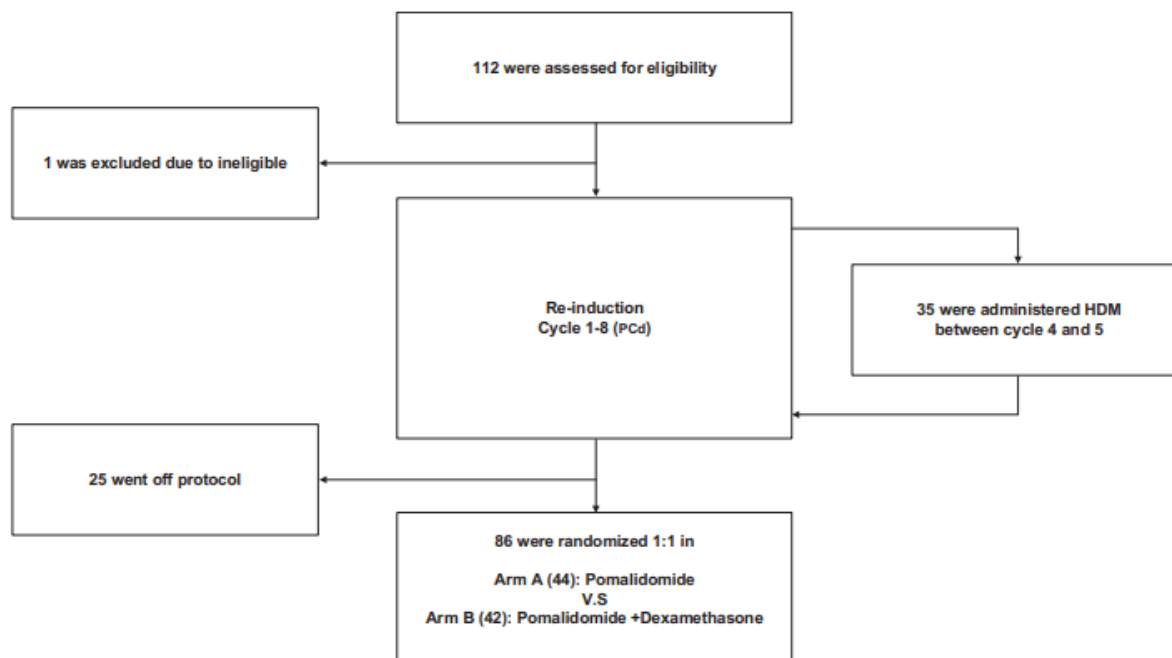 112 were assessed for eligibility
1 was excluded due to ineligible
Re-induction
Cycle 1-8 (PCd)
35 were administered HDM
between cycle 4 and 5
25 went off protocol
86 were randomized 1:1 in
Arm A (44): Pomalidomide
V.S
Arm B (42): Pomalidomide +Dexamethasone